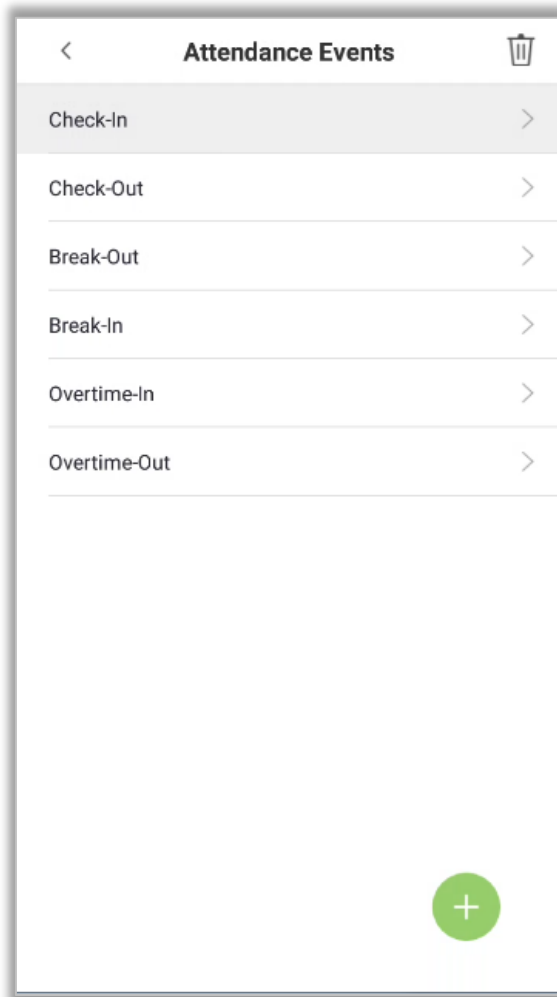 Attendance Events
Check-In
Check-Out
Break-Out
Break-In
Overtime-In
Overtime-Out